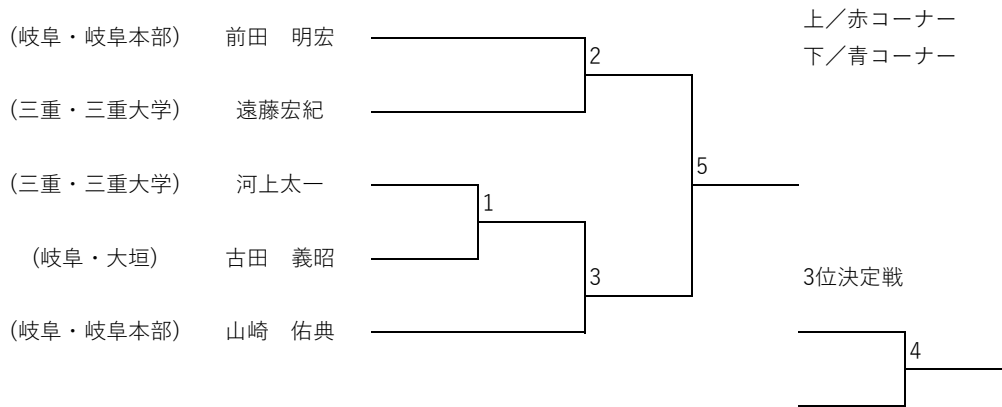 上／赤コーナー
(岐阜・岐阜本部) 前田　明宏
2
下／青コーナー
(三重・三重大学) 遠藤宏紀
5
(三重・三重大学) 河上太一
1
(岐阜・大垣) 古田　義昭
3
3位決定戦
(岐阜・岐阜本部) 山崎　佑典
4